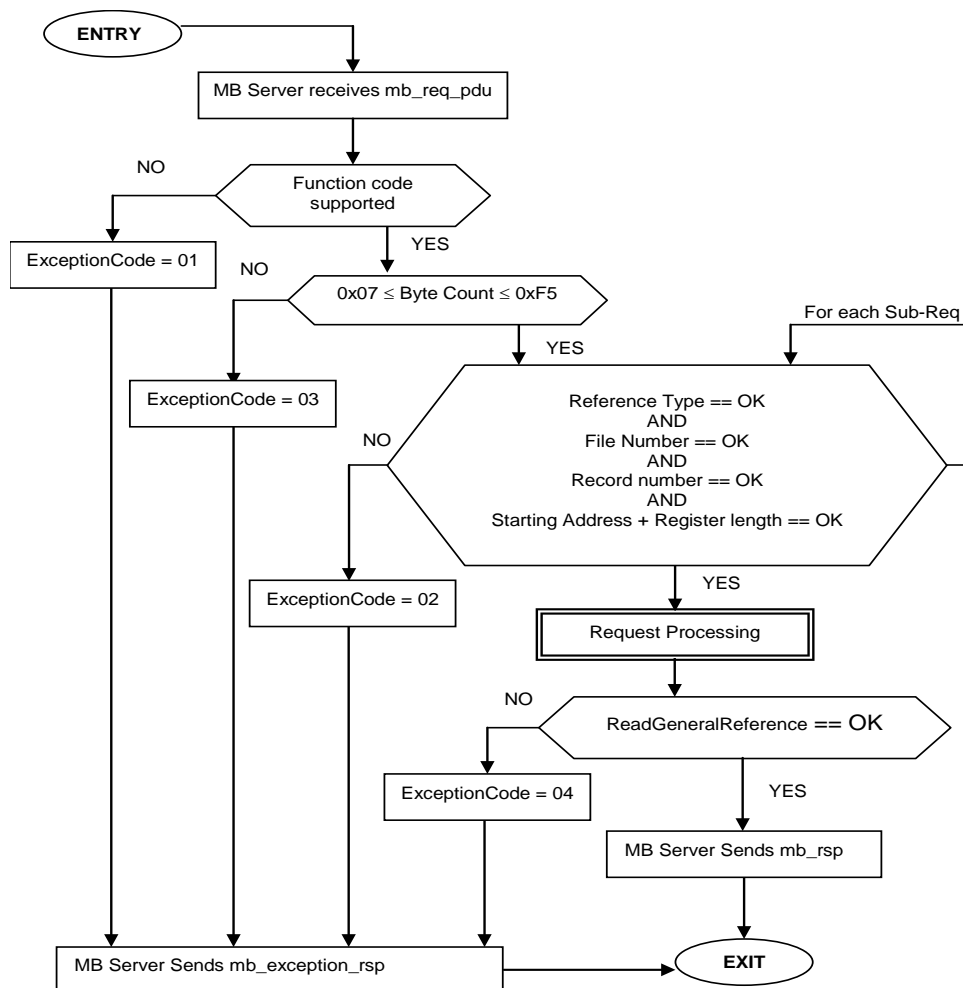 ENTRY
MB Server receives mb_req_pdu
NO
Function code
supported
YES
ExceptionCode = 01
NO
0x07 ≤ Byte Count ≤ 0xF5
For each Sub-Req
YES
ExceptionCode = 03
Reference Type == OK
AND
NO
File Number == OK
AND
Record number == OK
AND
Starting Address + Register length == OK
YES
ExceptionCode = 02
Request Processing
NO
ReadGeneralReference == OK
ExceptionCode = 04
YES
MB Server Sends mb_rsp
MB Server Sends mb_exception_rsp
EXIT